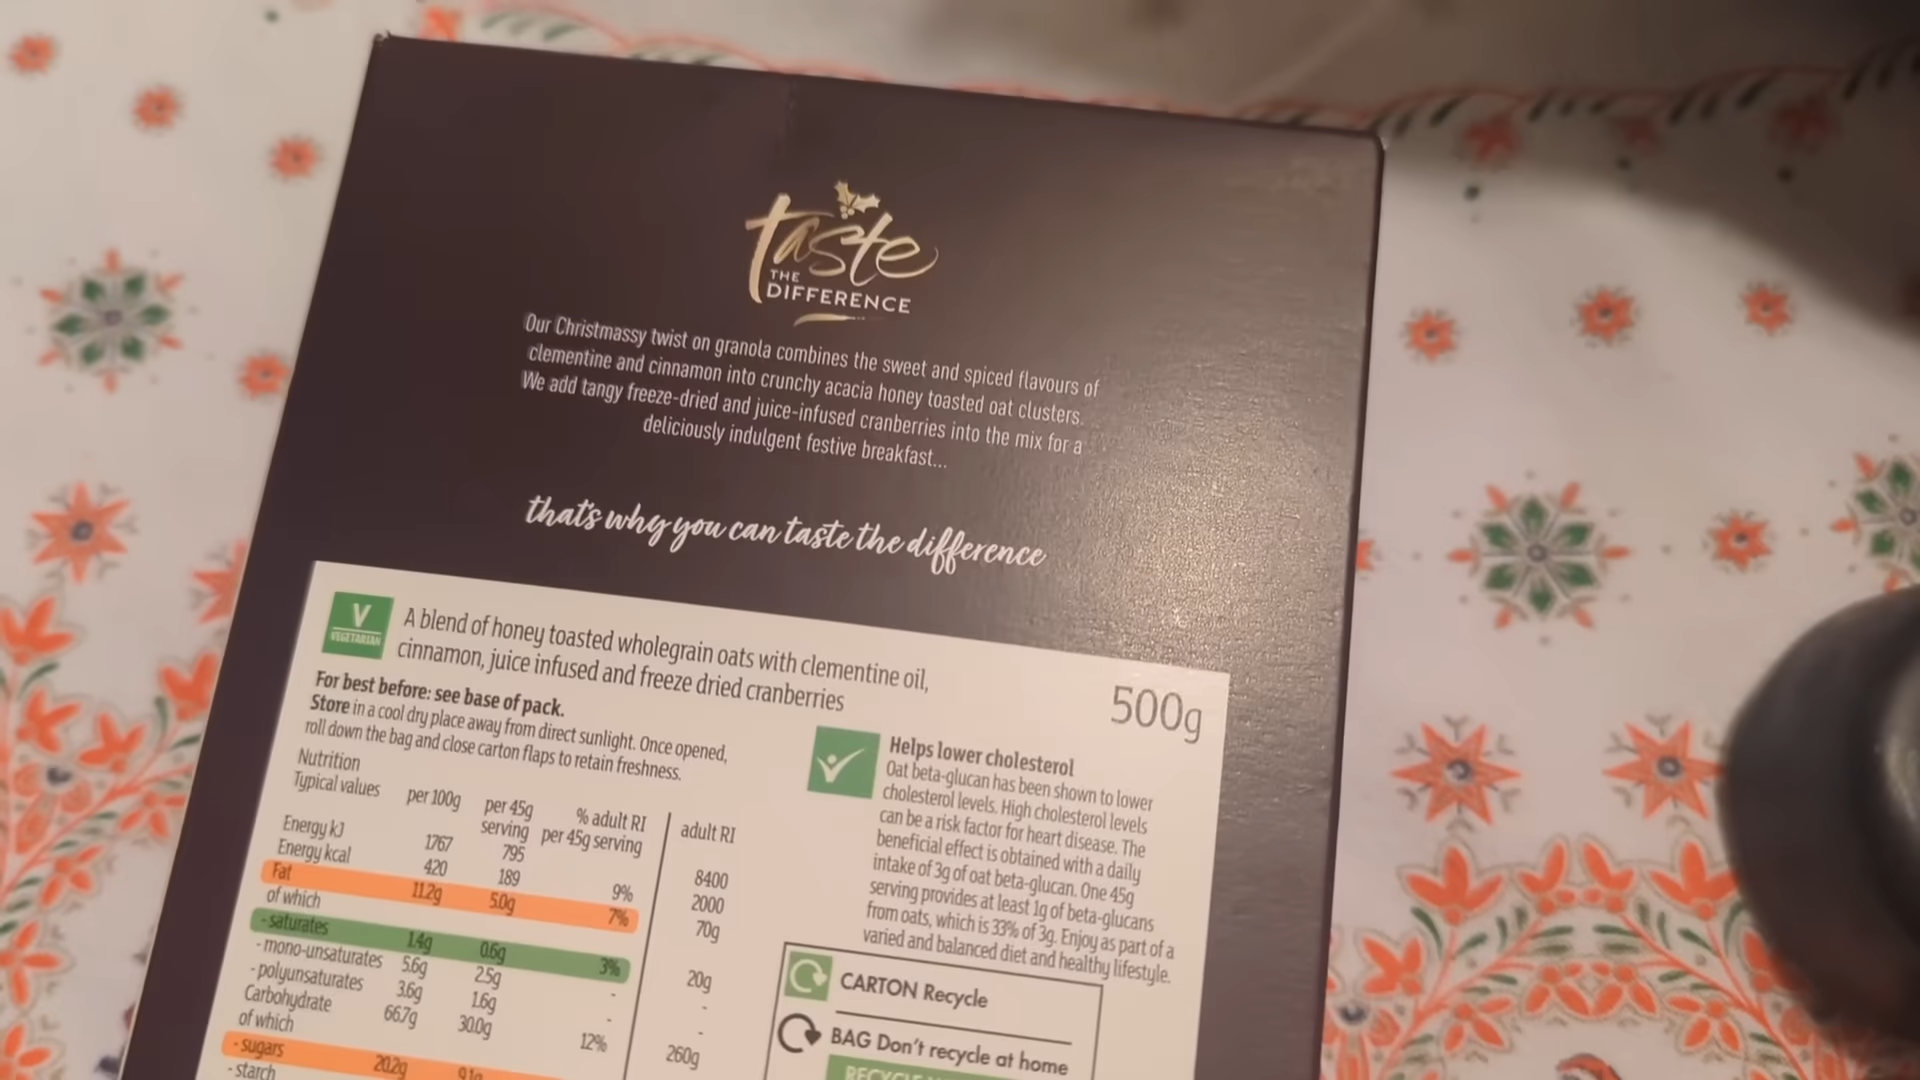 taste
THE
DIFFERENCE
Our Christmassy twist on granola combines the sweet and spiced flavours of
clementine and cinnamon into crunchy acacia honey toasted oat clusters.
We add tangy freeze-dried and juice-infused cranberries into the mix for a
deliciously indulgent festive breakfast...
that's why you can taste the difference
V
VEGETARIAN
A blend of honey toasted wholegrain oats with clementine oil,
cinnamon, juice infused and freeze dried cranberries
500g
For best before: see base of pack.
Store in a cool dry place away from direct sunlight. Once opened,
roll down the bag and close carton flaps to retain freshness.
Nutrition
Typical values per 100g per 45g serving % adult RI per 45g serving adult RI
Energy kJ 1767 795 8400
Energy kcal 420 189 9% 2000
Fat 11.2g 5.0g 7% 70g
of which
- saturates 1.4g 0.6g 3% 20g
- mono-unsaturates 5.6g 2.5g - -
- polyunsaturates 3.6g 1.6g - -
Carbohydrate 66.7g 30.0g 12% 260g
of which
- sugars 20.2g 9.1g
- starch
Helps lower cholesterol
Oat beta-glucan has been shown to lower
cholesterol levels. High cholesterol levels
can be a risk factor for heart disease. The
beneficial effect is obtained with a daily
intake of 3g of oat beta-glucan. One 45g
serving provides at least 1g of beta-glucans
from oats, which is 33% of 3g. Enjoy as part of a
varied and balanced diet and healthy lifestyle.
CARTON Recycle
BAG Don't recycle at home
RECYCLE